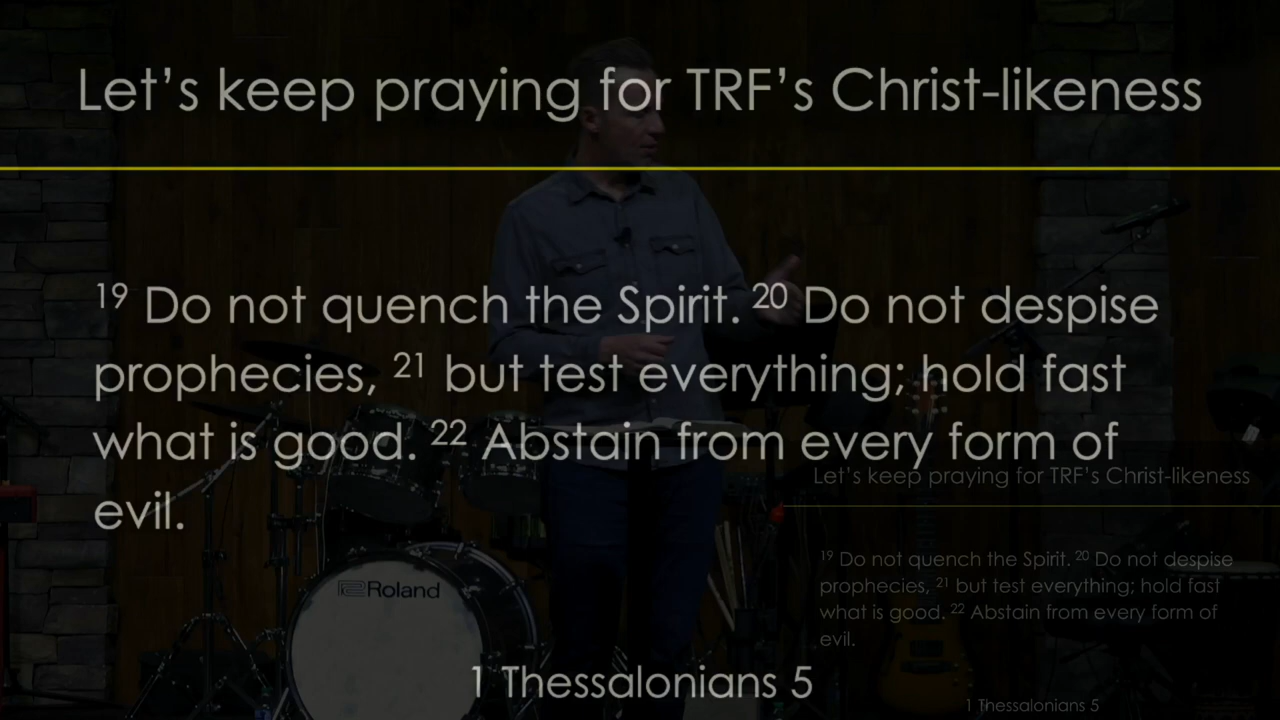 Let’s keep praying for TRF’s Christ-likeness
19 Do not quench the Spirit. 20 Do not despise
prophecies, 21 but test everything; hold fast
what is good. 22 Abstain from every form of
evil.
1 Thessalonians 5
Let’s keep praying for TRF’s Christ-likeness
19 Do not quench the Spirit. 20 Do not despise
prophecies, 21 but test everything; hold fast
what is good. 22 Abstain from every form of
evil.
1 Thessalonians 5
Roland